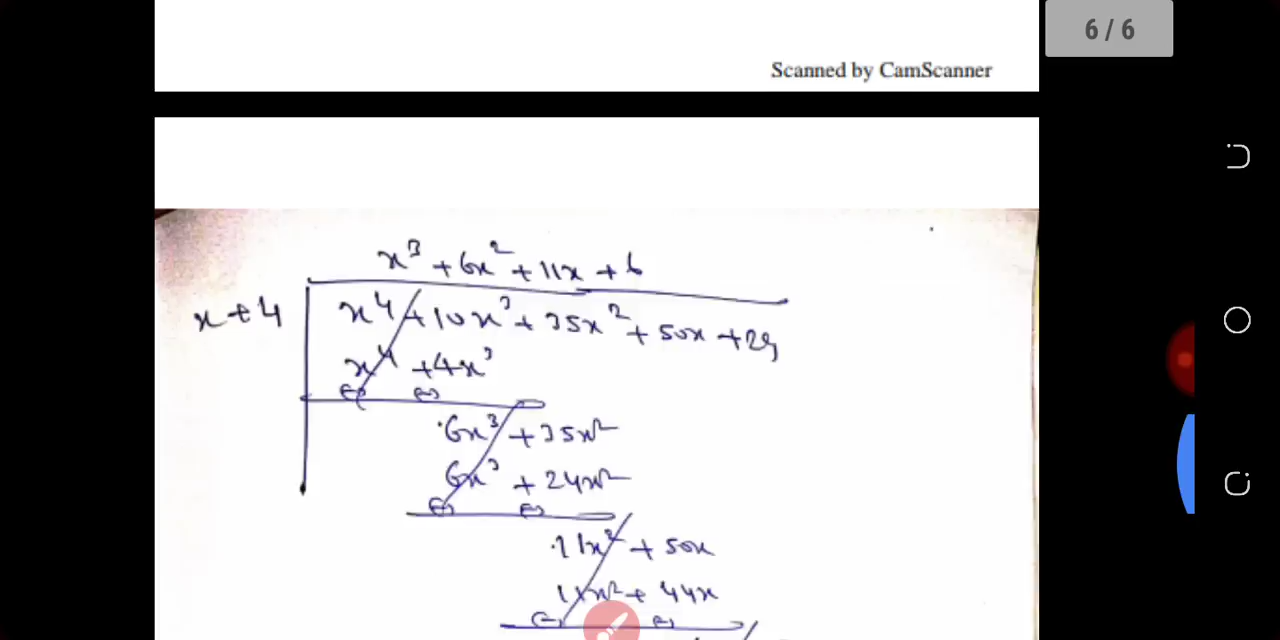 6 / 6
Scanned by CamScanner
x³ + 6x² + 11x + 6
x + 4
x⁴ + 10x³ + 35x² + 50x + 24
x⁴ + 4x³
(-) (-)
6x³ + 35x²
6x³ + 24x²
(-) (-)
11x² + 50x
11x² + 44x
(-) (-)